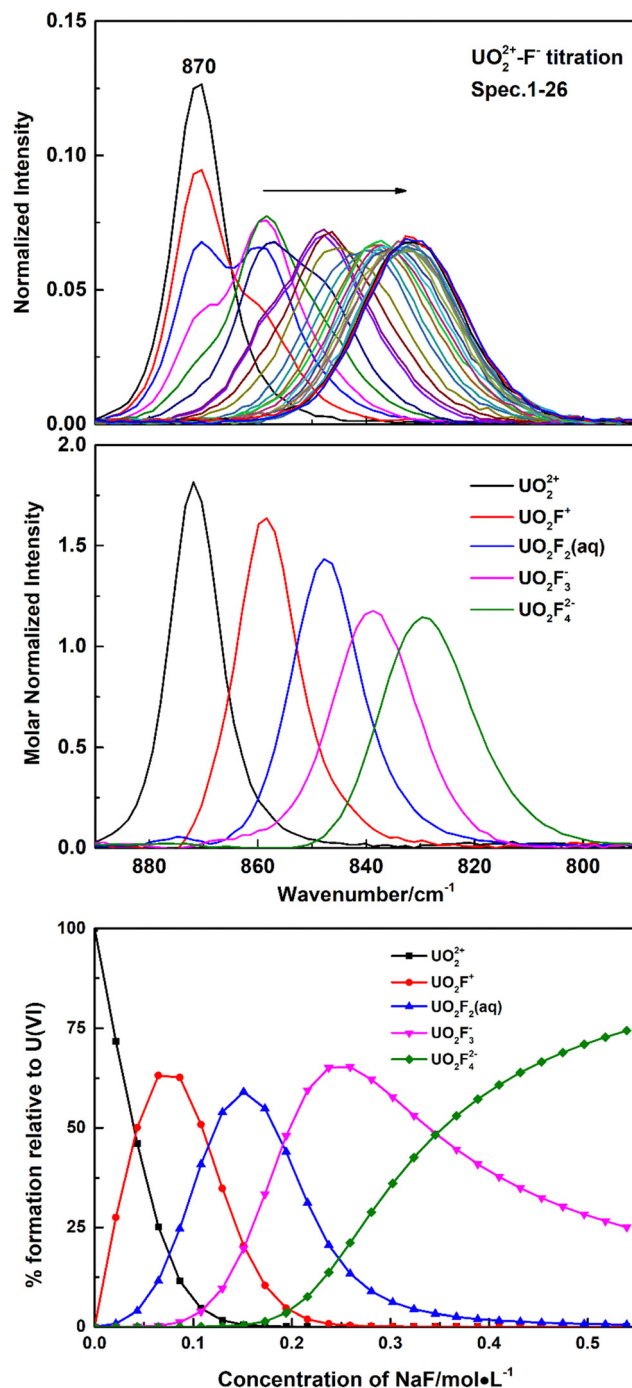 0.15
870
UO₂²⁺-F⁻ titration
Spec.1-26
0.10
0.05
0.00
Normalized Intensity
2.0
1.5
1.0
0.5
0.0
Molar Normalized Intensity
UO₂²⁺
UO₂F⁺
UO₂F₂(aq)
UO₂F₃⁻
UO₂F₄²⁻
880 860 840 820 800
Wavenumber/cm⁻¹
100
75
50
25
0
% formation relative to U(VI)
UO₂²⁺
UO₂F⁺
UO₂F₂(aq)
UO₂F₃⁻
UO₂F₄²⁻
0.0 0.1 0.2 0.3 0.4 0.5
Concentration of NaF/mol•L⁻¹